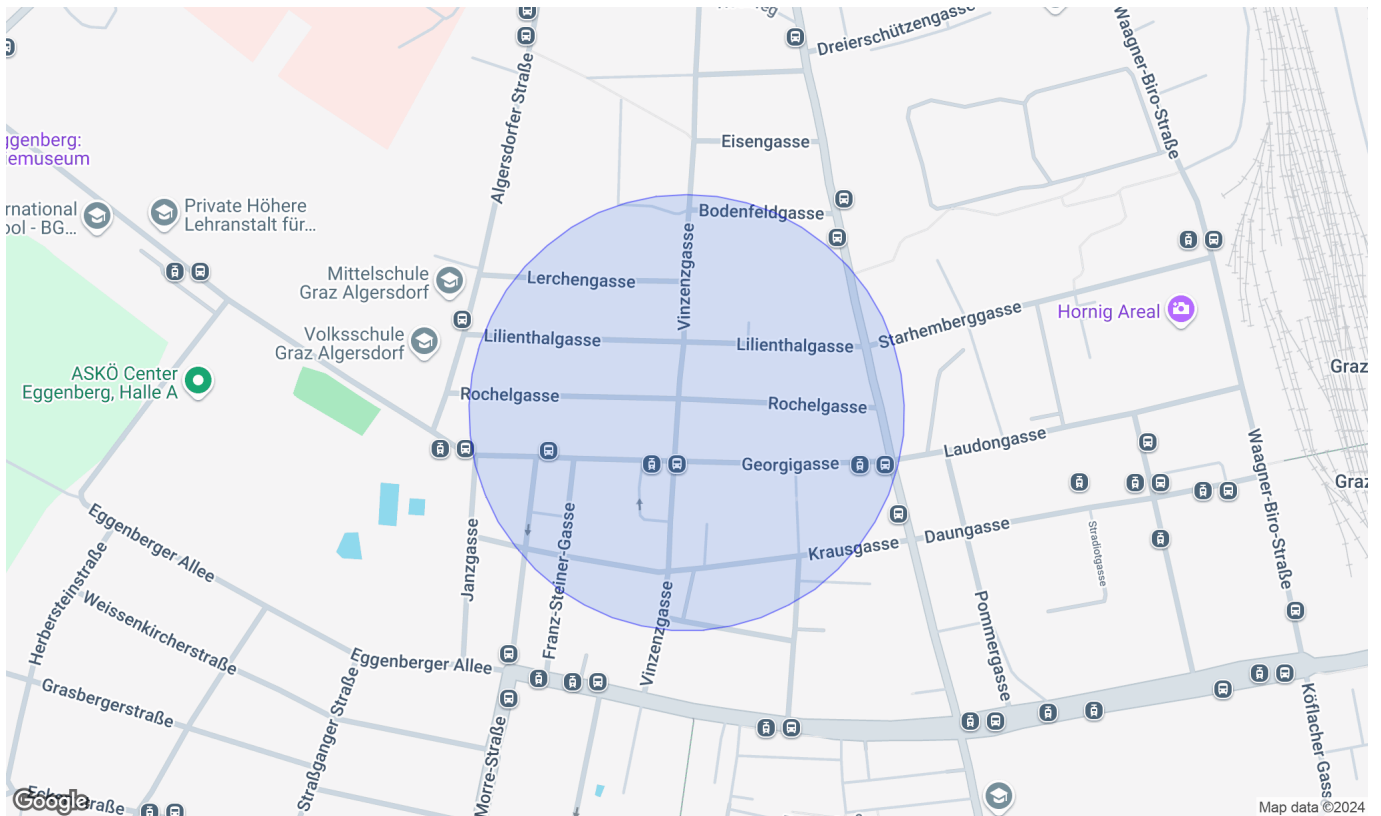 Dreierschützengasse
Waagner-Biro-Straße
Algersdorfer Straße
Eisengasse
ggenberg:
emuseum
rnational
ool - BG...
Private Höhere
Lehranstalt für...
Bodenfeldgasse
Vinzenzgasse
Mittelschule
Graz Algersdorf
Lerchengasse
Hornig Areal
Starhemberggasse
Volksschule
Graz Algersdorf
Lilienthalgasse
Lilienthalgasse
ASKÖ Center
Eggenberg, Halle A
Graz
Rochelgasse
Rochelgasse
Laudongasse
Georgigasse
Graz
Waagner-Biro-Straße
Eggenberger Allee
Janzgasse
Franz-Steiner-Gasse
Krausgasse
Daungasse
Stradiotgasse
Herbersteinstraße
Weissenkircherstraße
Vinzenzgasse
Pommergasse
Eggenberger Allee
Grasbergerstraße
Straßganger Straße
Morre-Straße
Köflacher Gass
Google
Map data ©2024